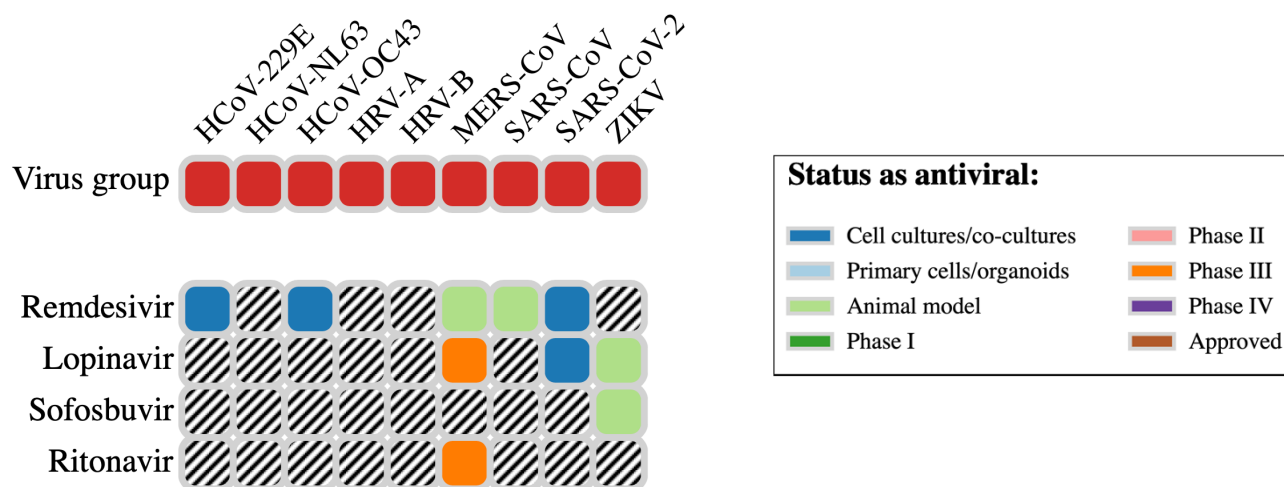 HCoV-229E
HCoV-NL63
HCoV-OC43
HRV-A
HRV-B
MERS-CoV
SARS-CoV
SARS-CoV-2
ZIKV
Virus group
Remdesivir
Lopinavir
Sofosbuvir
Ritonavir
Status as antiviral:
Cell cultures/co-cultures
Primary cells/organoids
Animal model
Phase I
Phase II
Phase III
Phase IV
Approved